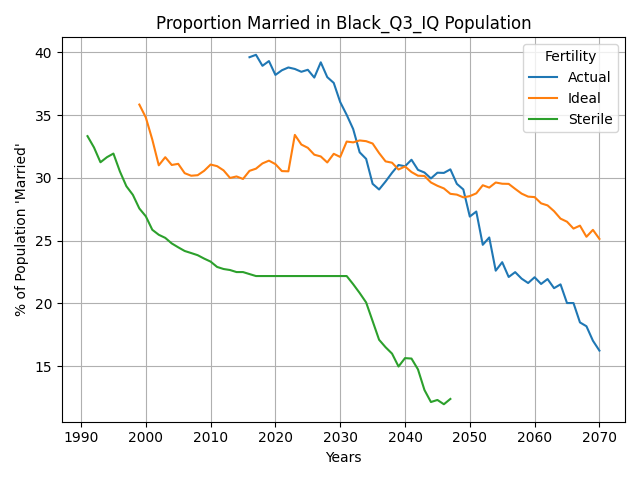 Proportion Married in Black_Q3_IQ Population
% of Population 'Married'
40
35
30
25
20
15
Fertility
Actual
Ideal
Sterile
1990 2000 2010 2020 2030 2040 2050 2060 2070
Years